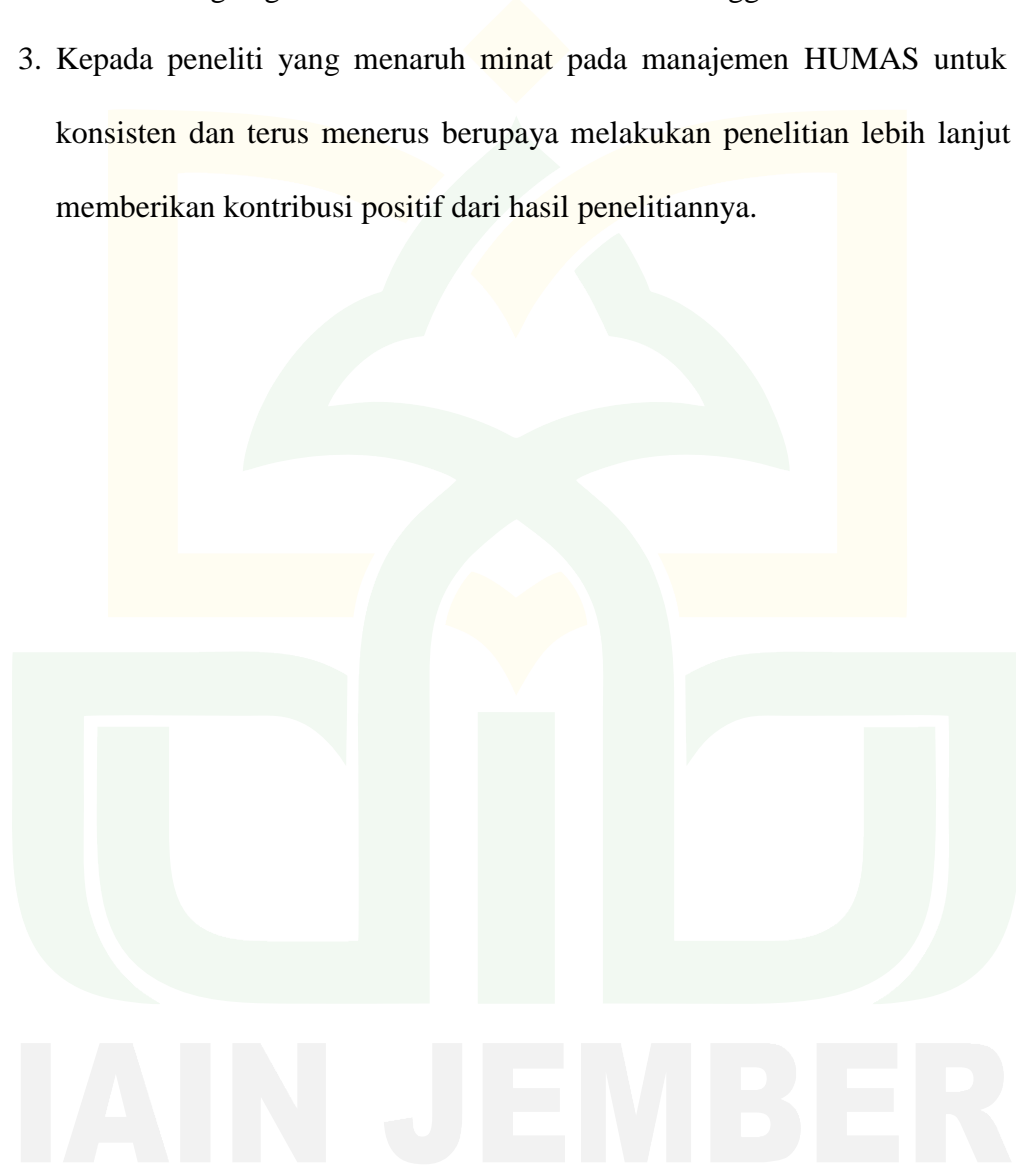 3. Kepada peneliti yang menaruh minat pada manajemen HUMAS untuk
konsisten dan terus menerus berupaya melakukan penelitian lebih lanjut
memberikan kontribusi positif dari hasil penelitiannya.
IAIN JEMBER